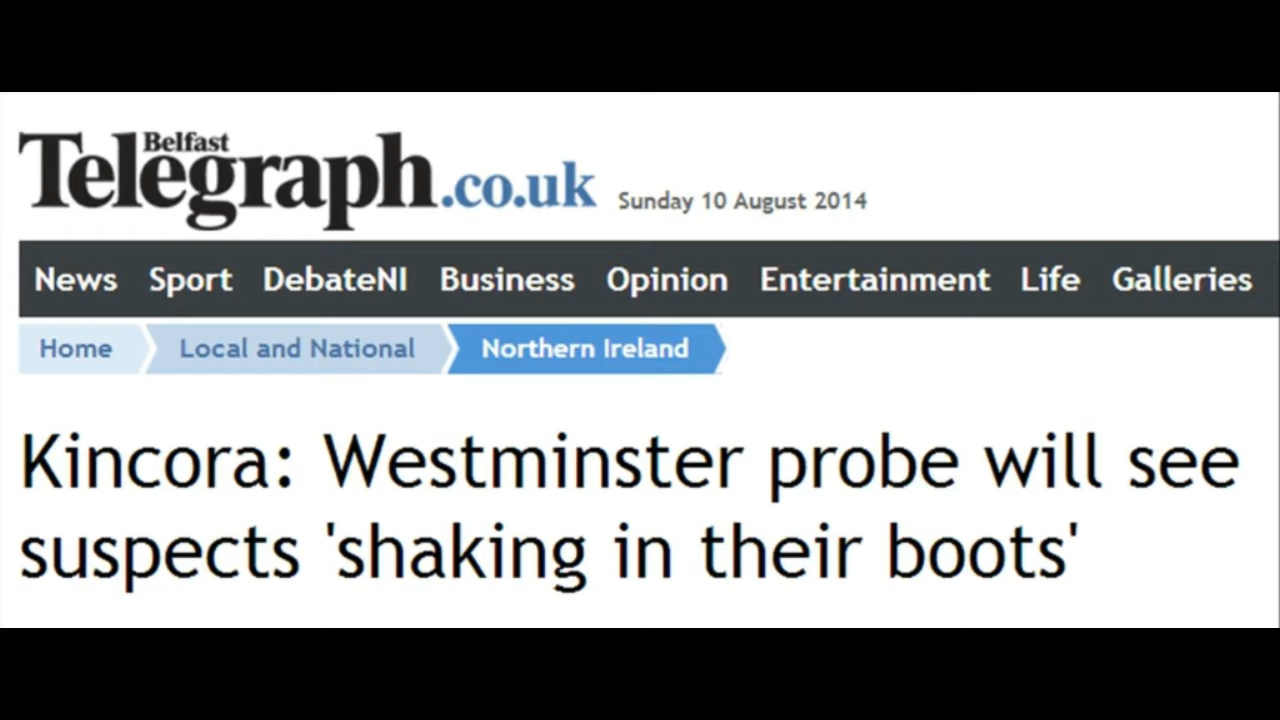 Belfast
Telegraph.co.uk Sunday 10 August 2014
News Sport DebateNI Business Opinion Entertainment Life Galleries
Home Local and National Northern Ireland
Kincora: Westminster probe will see
suspects 'shaking in their boots'